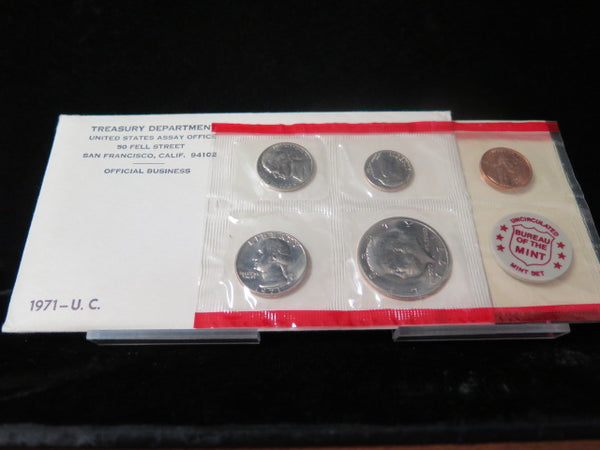 TREASURY DEPARTMENT
UNITED STATES ASSAY OFFICE
50 FELL STREET
SAN FRANCISCO, CALIF. 94102
OFFICIAL BUSINESS
1971-U. C.
LIBERTY
UNCIRCULATED
BUREAU
OF THE
MINT
MINT SET